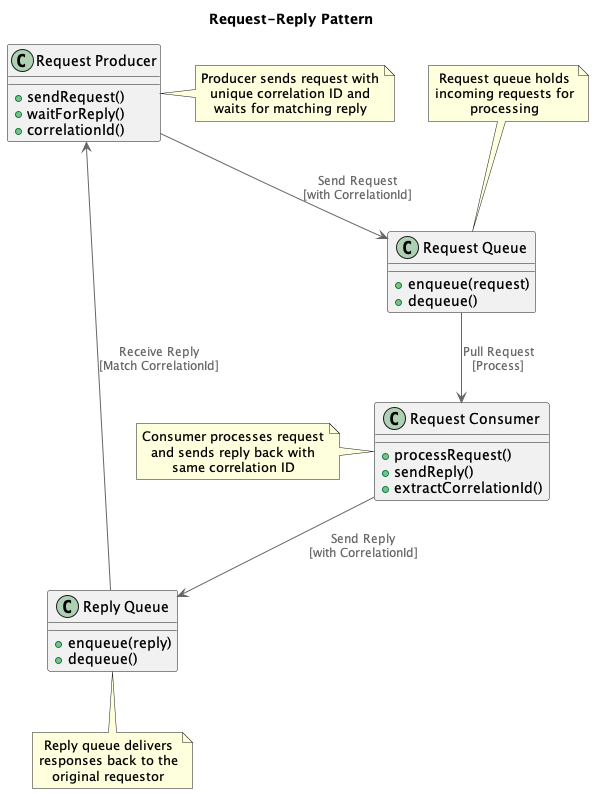 Request-Reply Pattern
C Request Producer
sendRequest()
waitForReply()
correlationId()
Producer sends request with
unique correlation ID and
waits for matching reply
Request queue holds
incoming requests for
processing
Send Request
[with CorrelationId]
C Request Queue
enqueue(request)
dequeue()
Receive Reply
[Match CorrelationId]
Pull Request
[Process]
C Request Consumer
processRequest()
sendReply()
extractCorrelationId()
Consumer processes request
and sends reply back with
same correlation ID
Send Reply
[with CorrelationId]
C Reply Queue
enqueue(reply)
dequeue()
Reply queue delivers
responses back to the
original requestor